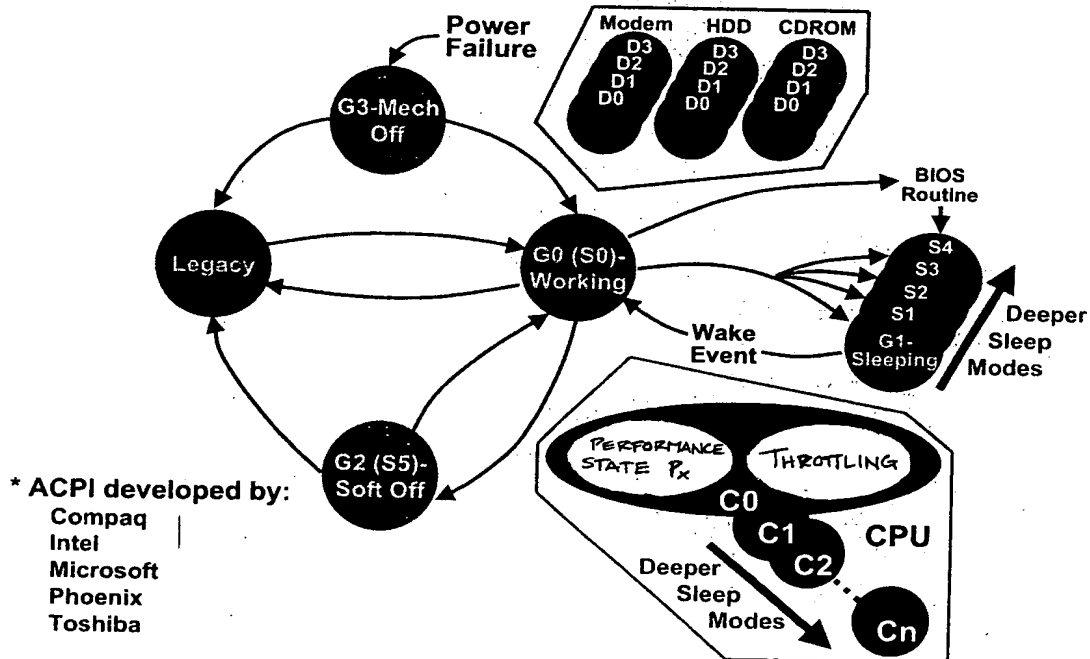 Power
Failure
G3-Mech
Off
Modem HDD CDROM
D3 D3 D3
D2 D2 D2
D1 D1 D1
D0 D0 D0
BIOS
Routine
Legacy
G0 (S0)-
Working
S4
S3
S2
S1
G1-
Sleeping
Deeper
Sleep
Modes
Wake
Event
G2 (S5)-
Soft Off
PERFORMANCE
STATE Px
THROTTLING
C0
C1
C2
Cn
CPU
Deeper
Sleep
Modes
* ACPI developed by:
Compaq
Intel
Microsoft
Phoenix
Toshiba